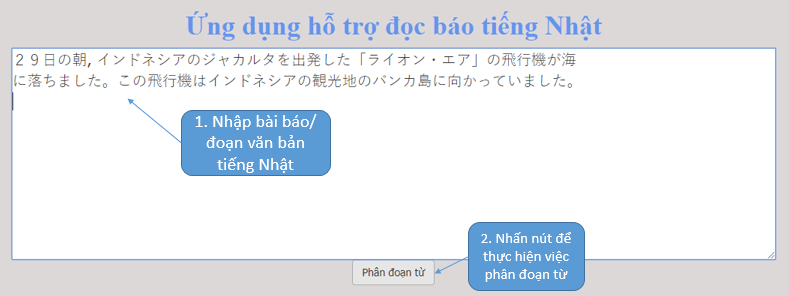 Ứng dụng hỗ trợ đọc báo tiếng Nhật
２９日の朝, インドネシアのジャカルタを出発した「ライオン・エア」の飛行機が海
に落ちました。この飛行機はインドネシアの観光地のバンカ島に向かっていました。
1. Nhập bài báo/
đoạn văn bản
tiếng Nhật
2. Nhấn nút để
thực hiện việc
phân đoạn từ
Phân đoạn từ